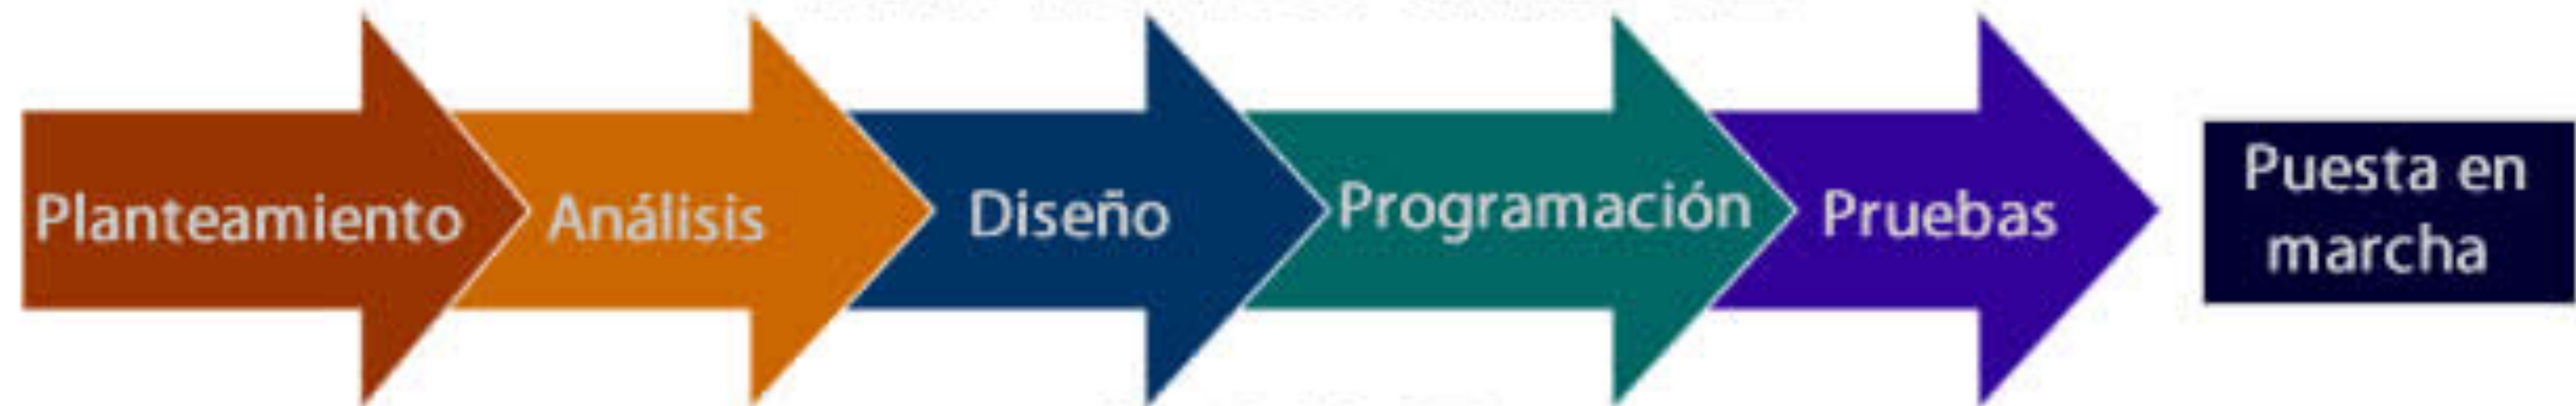 Planteamiento
Análisis
Diseño
Programación
Pruebas
Puesta en
marcha